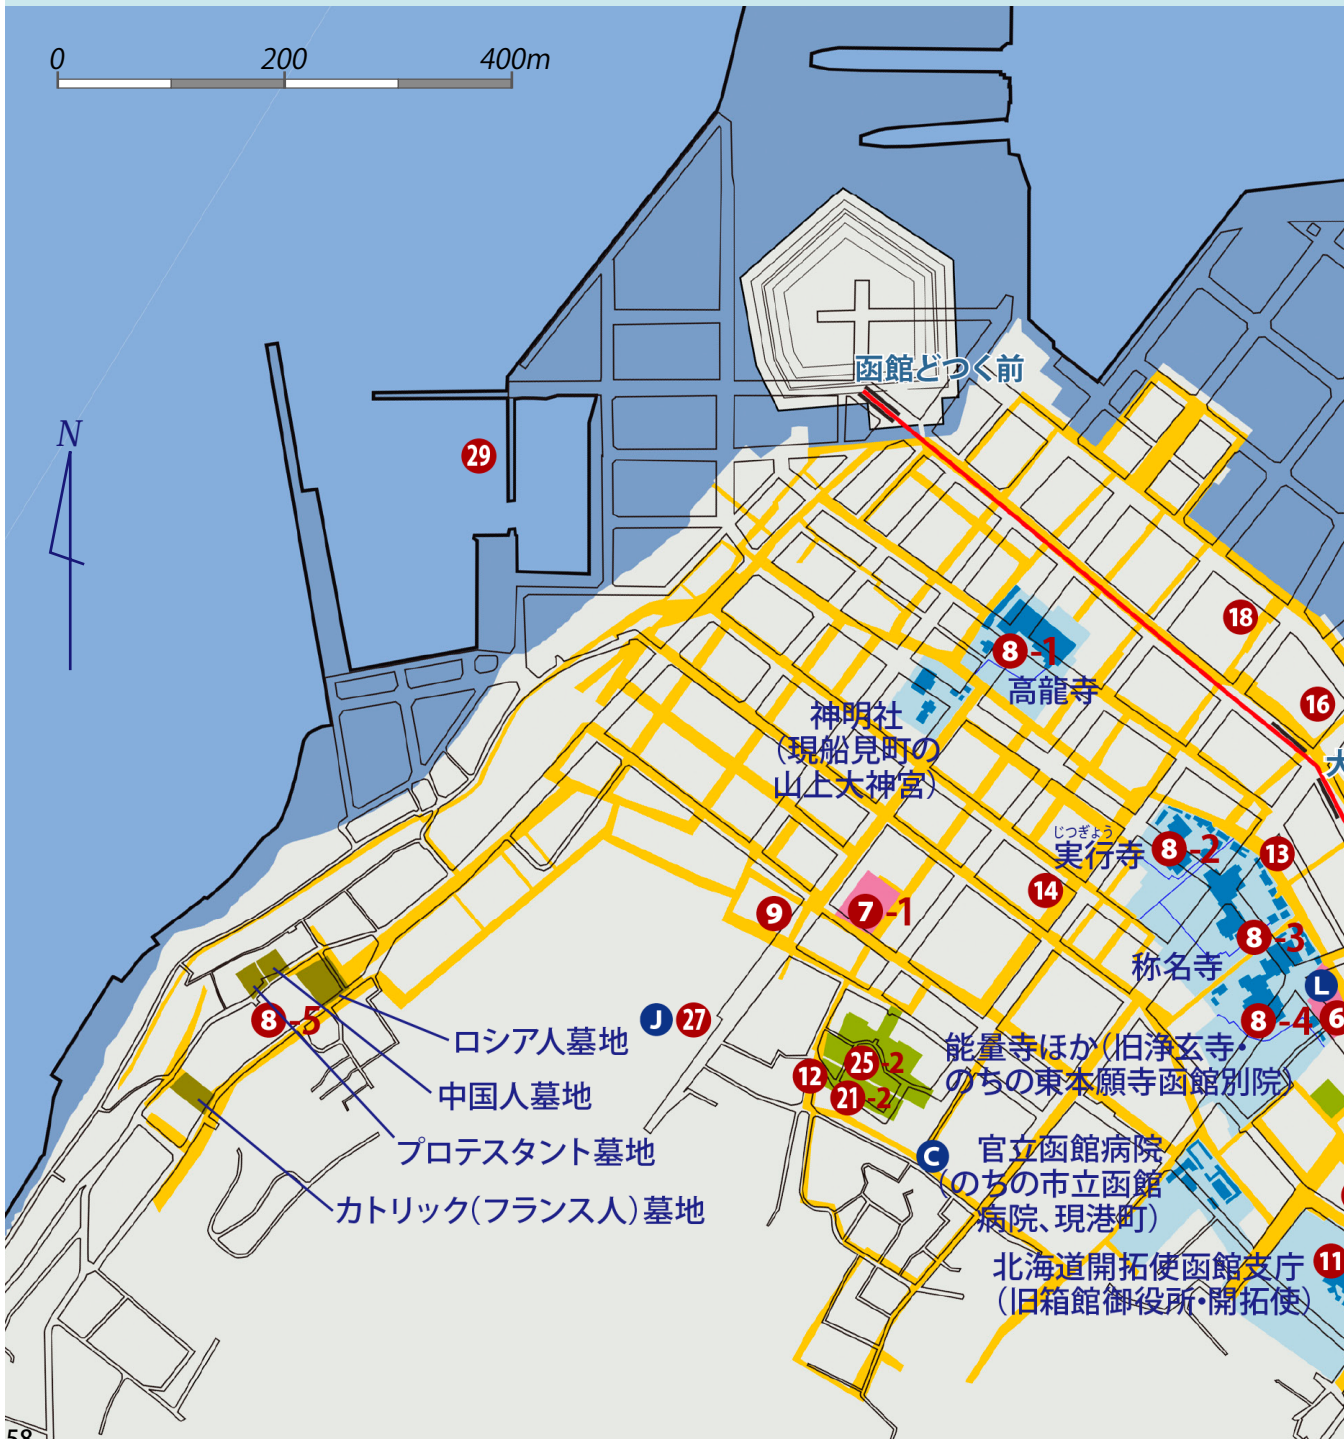 0 200 400m
N
函館どつく前
29
18
8-1
高龍寺
16
神明社
（現船見町の
山上大神宮）
大
じつぎょう
実行寺
8-2
13
14
9
7-1
8-3
称名寺
L
8-5
J 27
8-4
6
ロシア人墓地
能量寺ほか（旧浄玄寺・
のちの東本願寺函館別院）
25-2
12
21-2
中国人墓地
プロテスタント墓地
C
官立函館病院
（のちの市立函館
病院、現港町）
カトリック（フランス人）墓地
北海道開拓使函館支庁
（旧箱館御役所・開拓使）
11
58